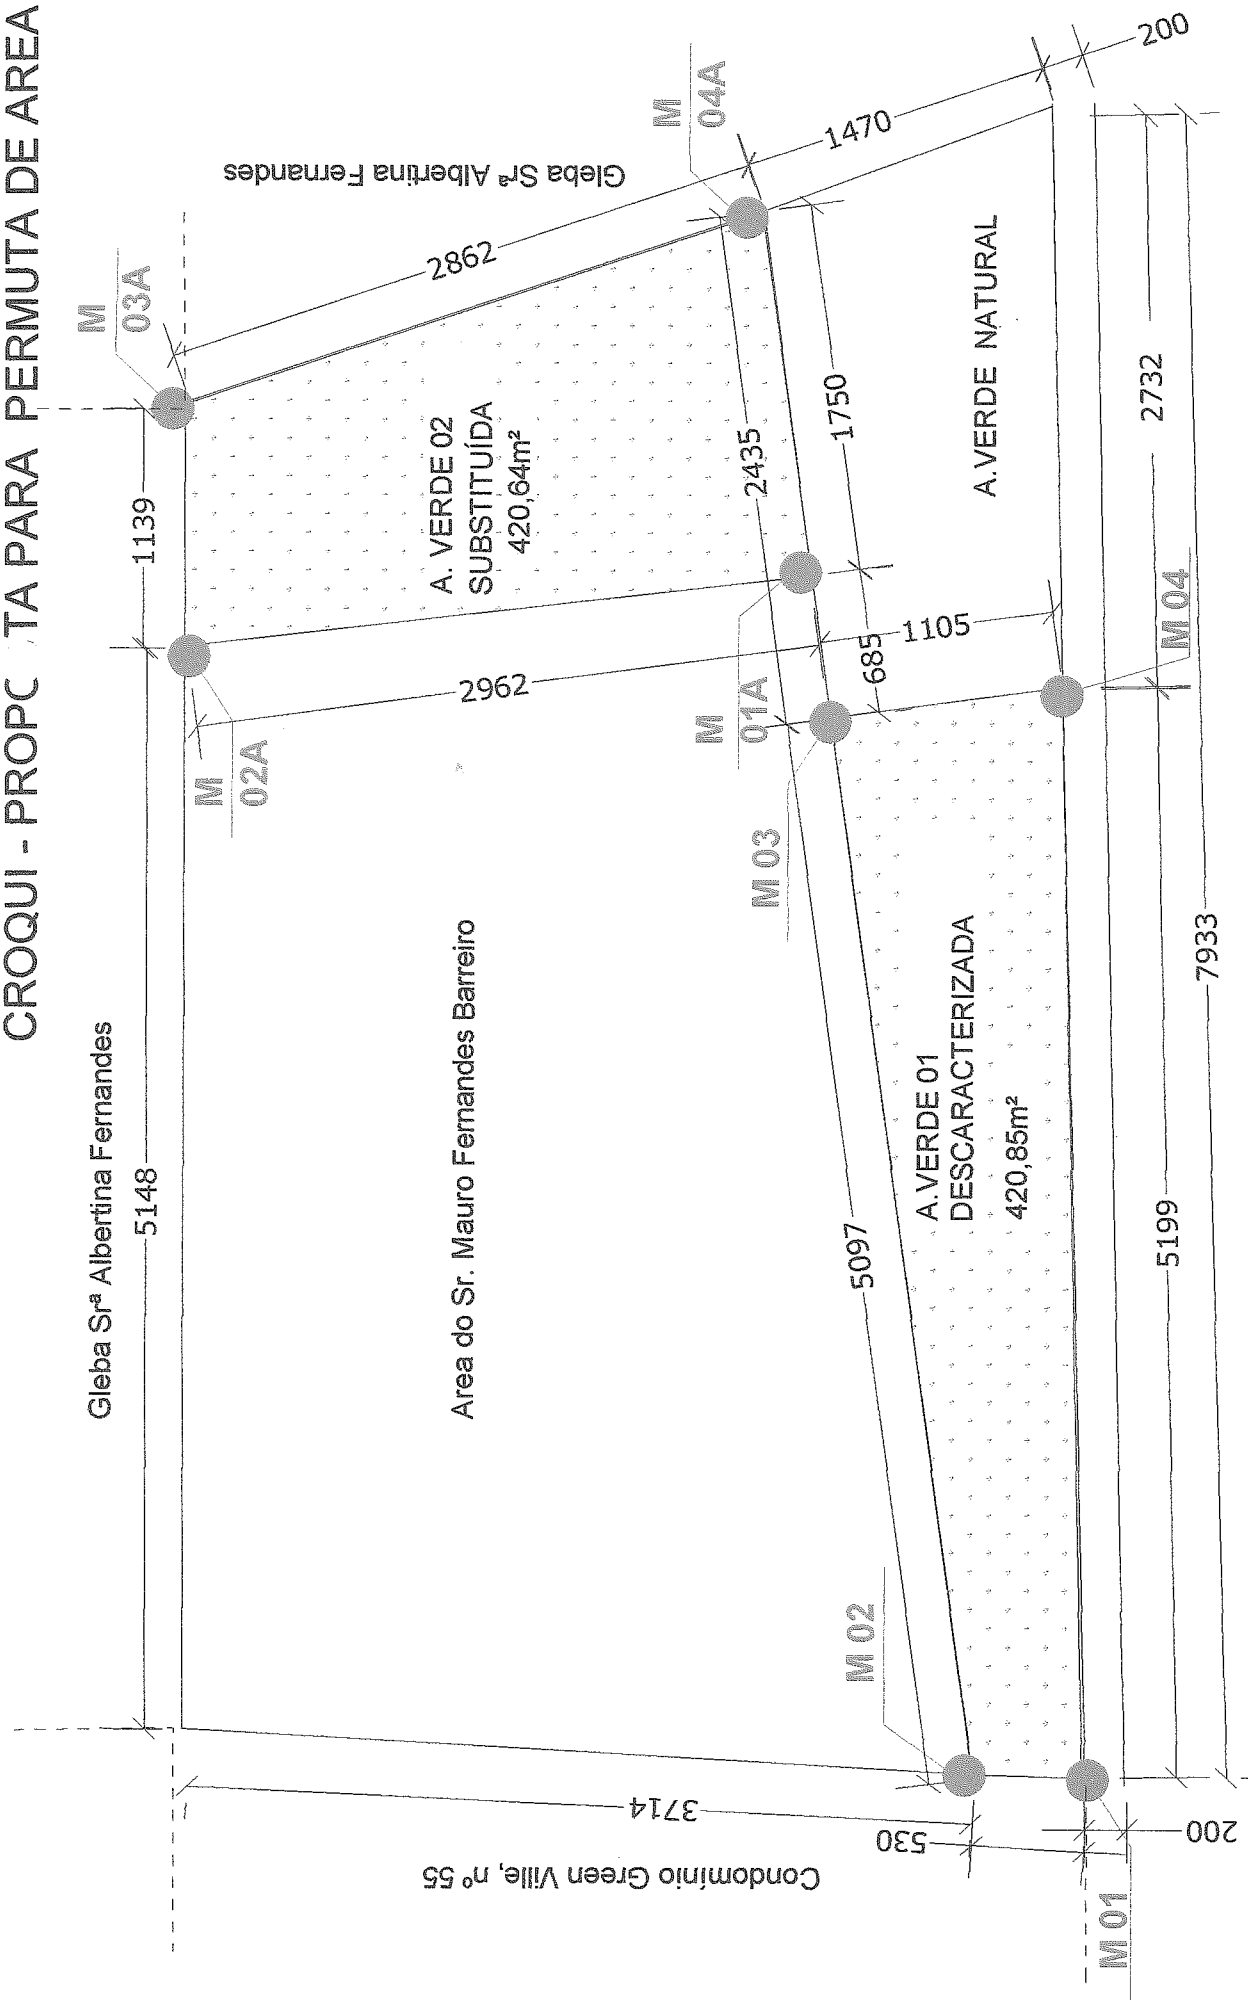 CROQUI - PROPC TA PARA PERMUTA DE AREA
Gleba Srª Albertina Fernandes
5148
1139
M
03A
M
02A
2862
Gleba Srª Albertina Fernandes
M
04A
1470
200
A. VERDE 02
SUBSTITUÍDA
420,64m²
2962
2435
1750
685
1105
M
01A
M 03
A.VERDE NATURAL
M 04
Area do Sr. Mauro Fernandes Barreiro
5097
A.VERDE 01
DESCARACTERIZADA
420,85m²
M 02
3714
530
200
Condomínio Green Ville, nº 55
M 01
2732
5199
7933